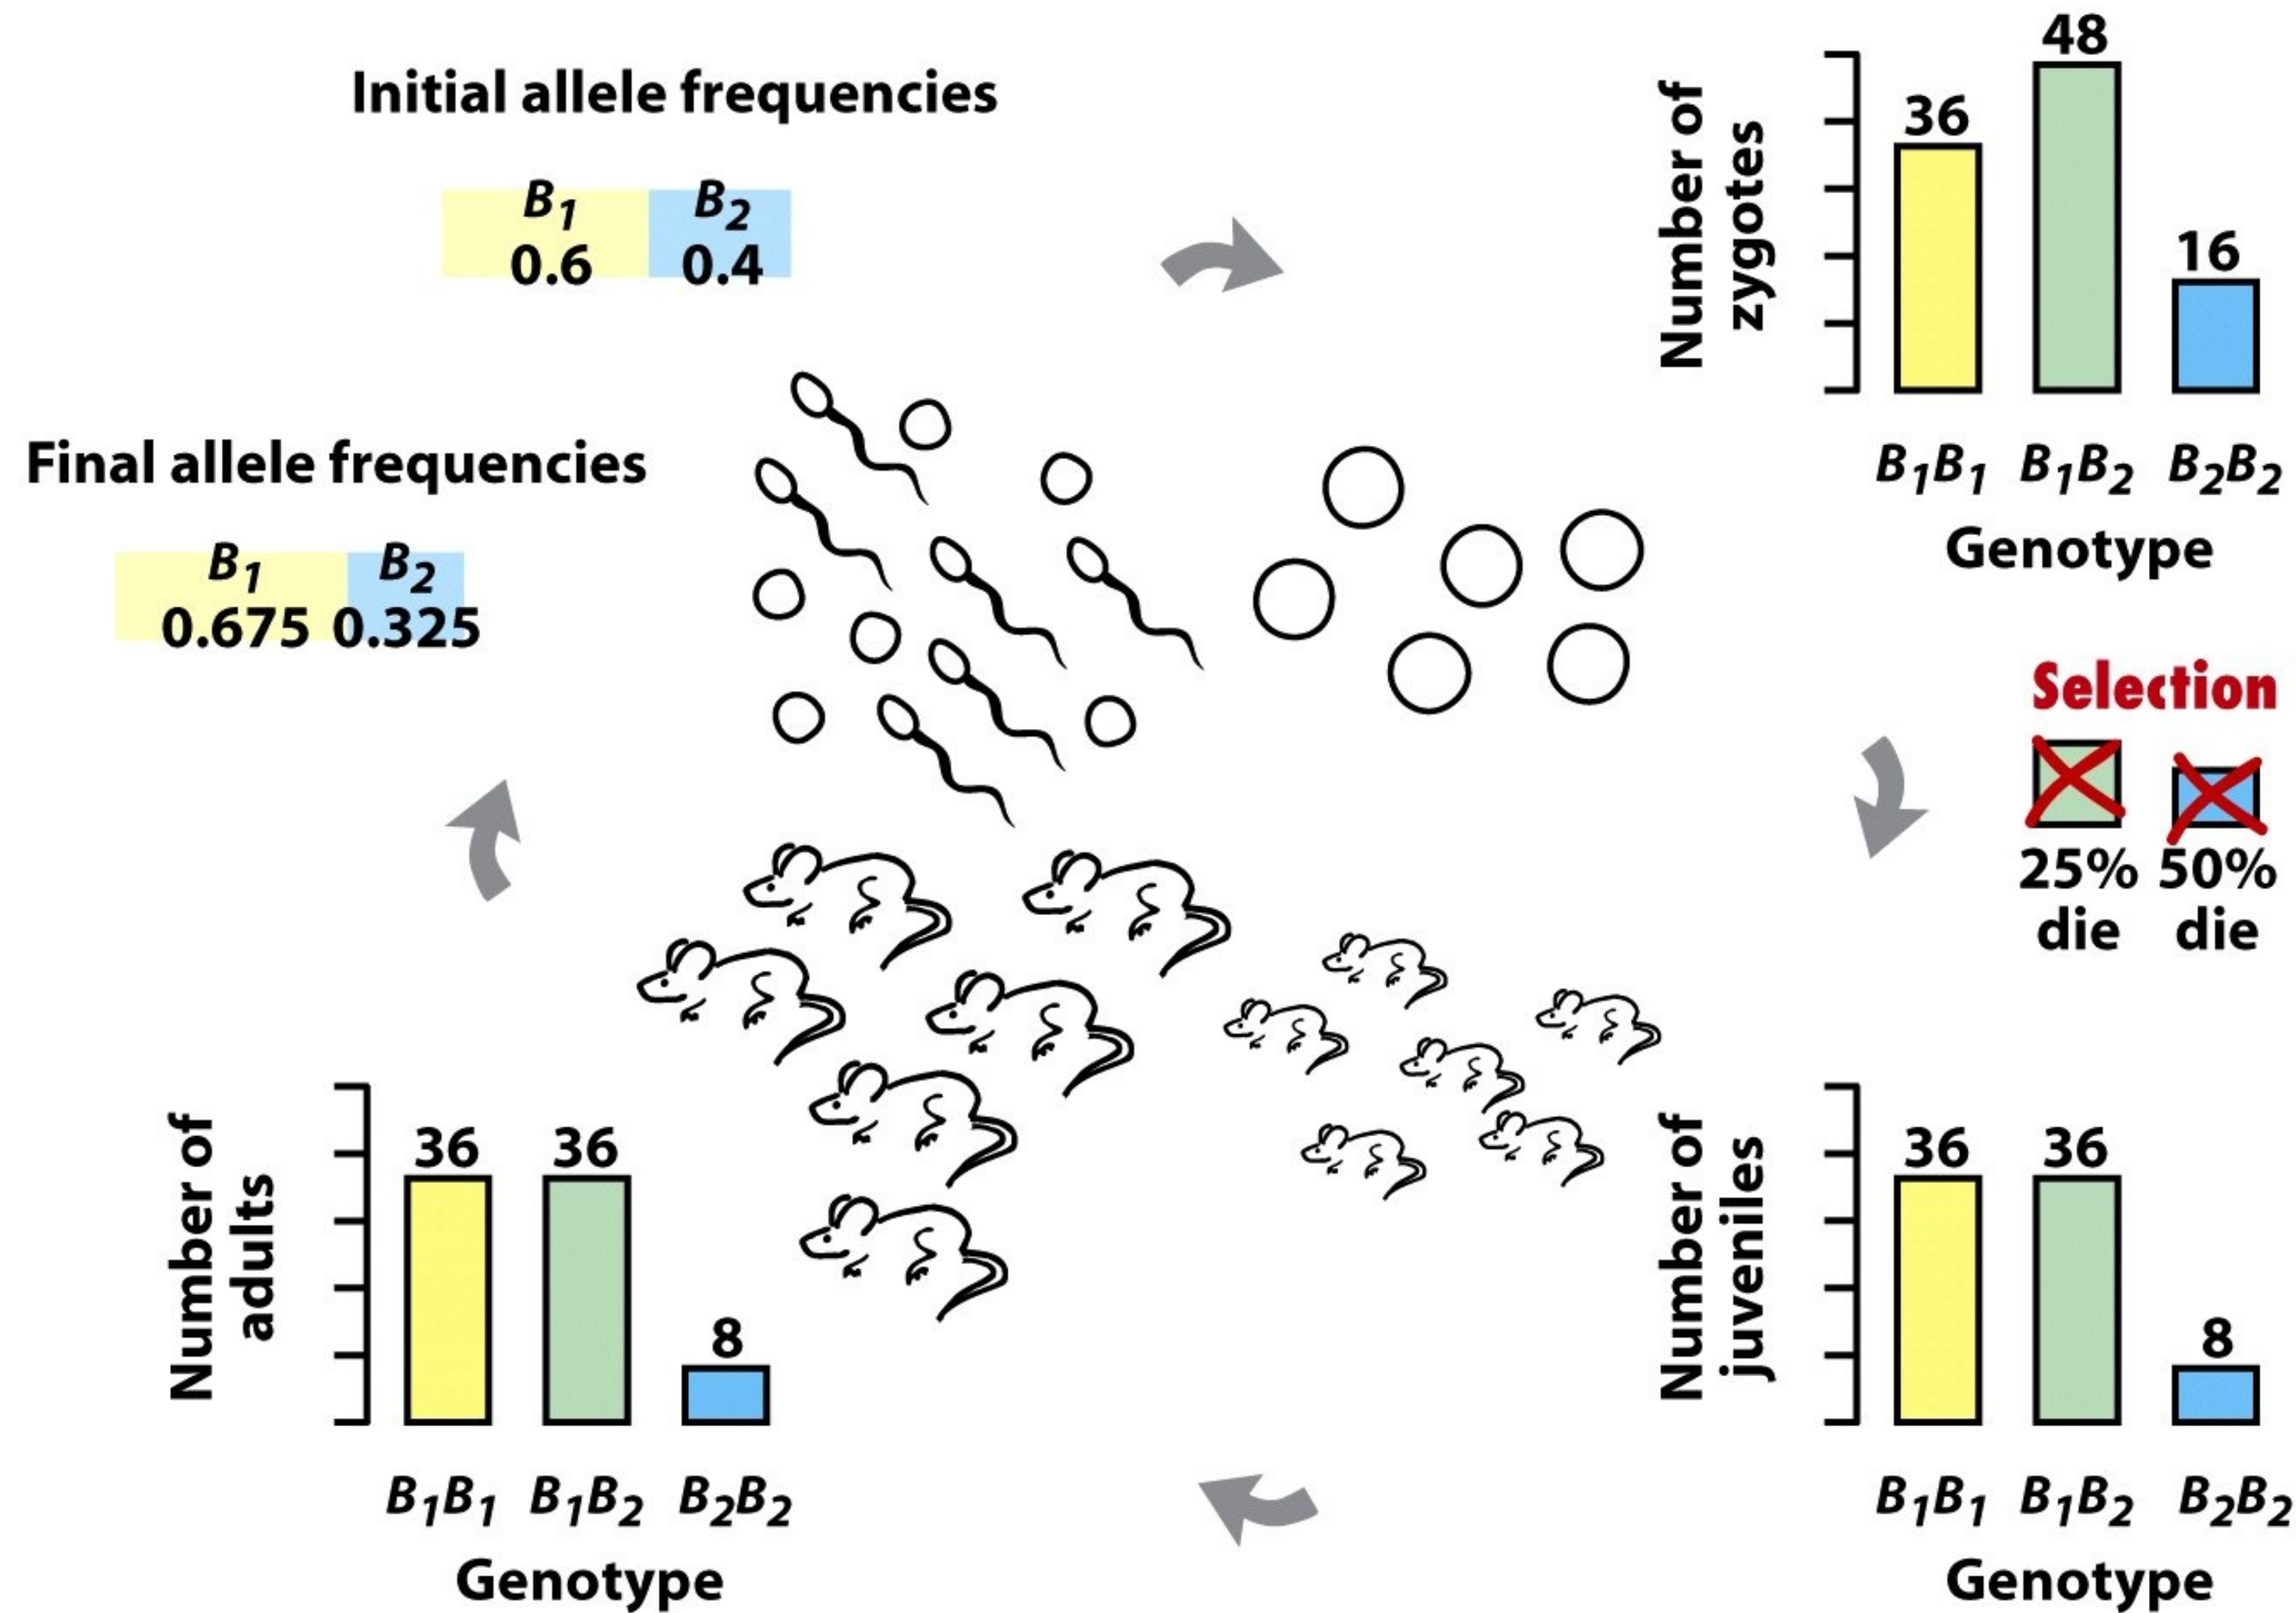 Initial allele frequencies
B1 B2
0.6 0.4
Number of
zygotes
36 48 16
B1B1 B1B2 B2B2
Genotype
Selection
25% 50%
die die
Number of
juveniles
36 36 8
B1B1 B1B2 B2B2
Genotype
Number of
adults
36 36 8
B1B1 B1B2 B2B2
Genotype
Final allele frequencies
B1 B2
0.675 0.325